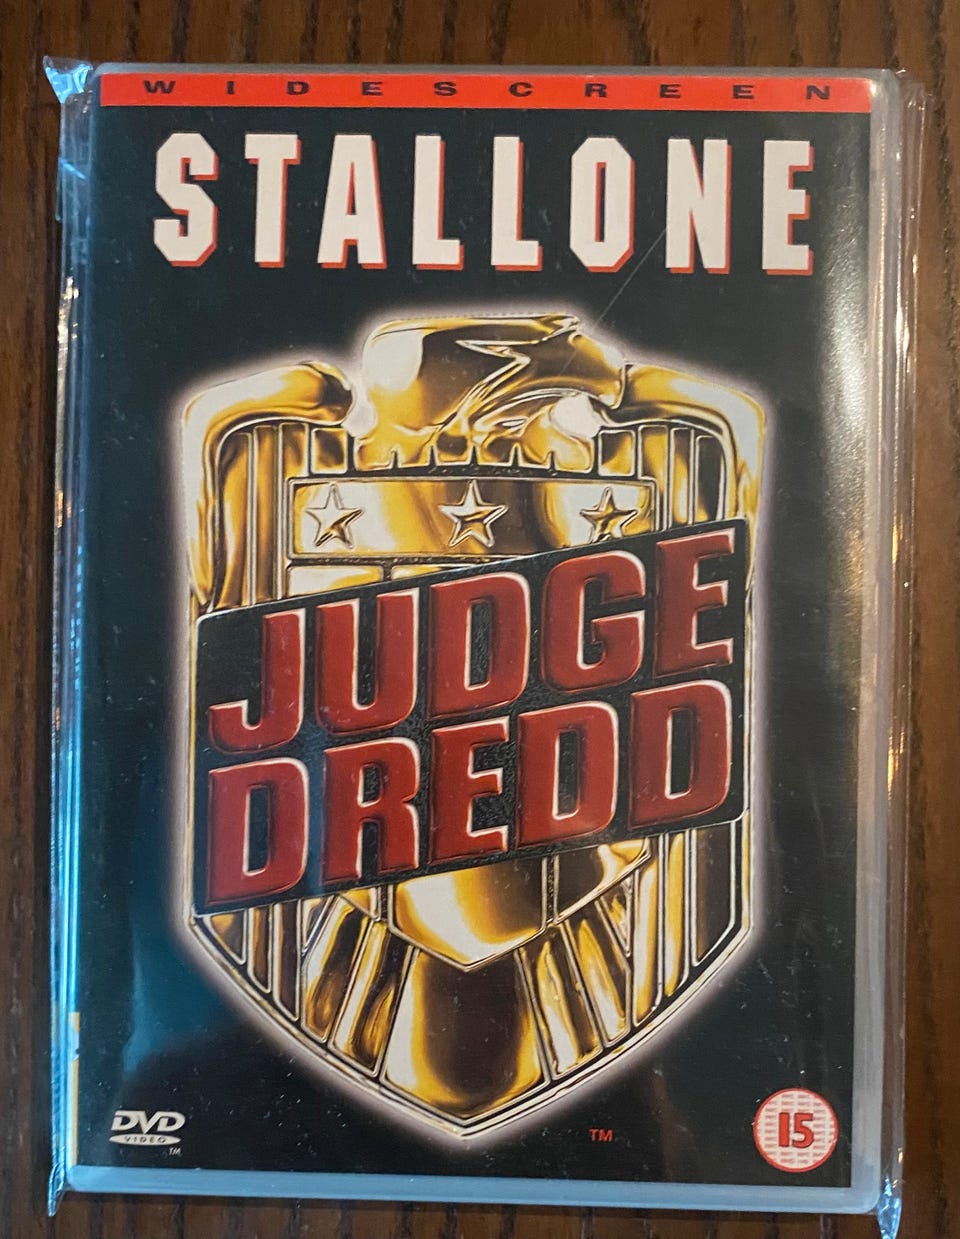 WIDESCREEN
STALLONE
JUDGE
DREDD
DVD
VIDEO
TM
TM
15